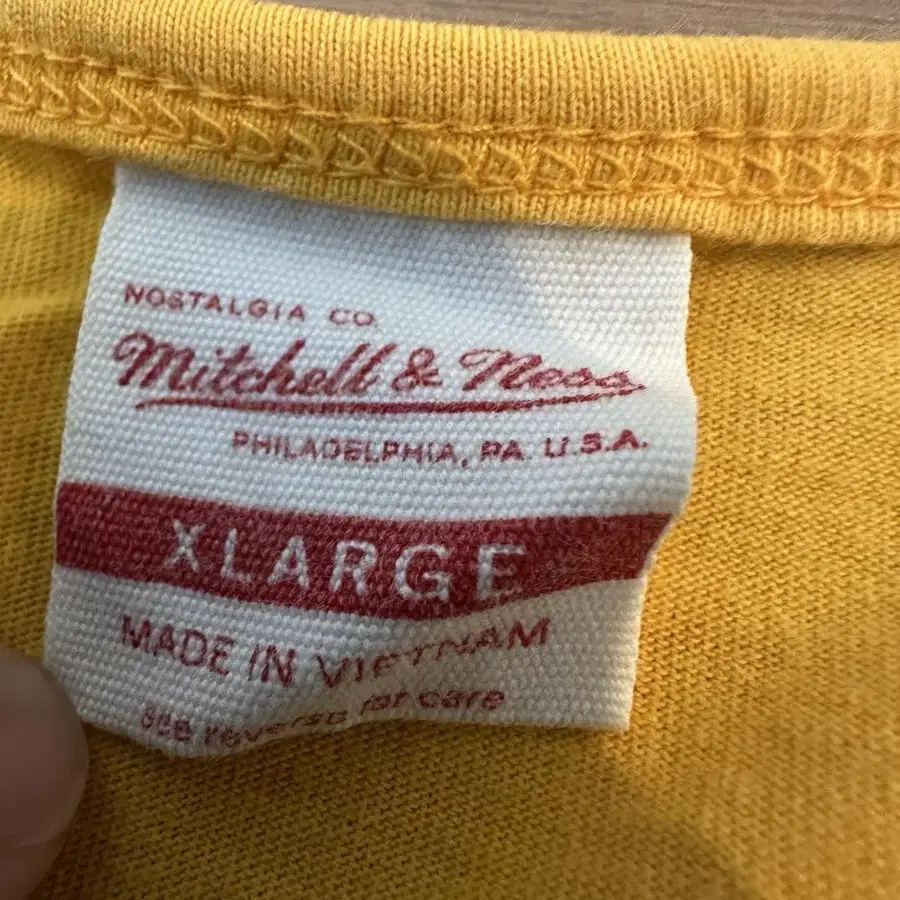 NOSTALGIA CO.
Mitchell & Ness
PHILADELPHIA, PA U.S.A.
XLARGE
MADE IN VIETNAM
see reverse for care